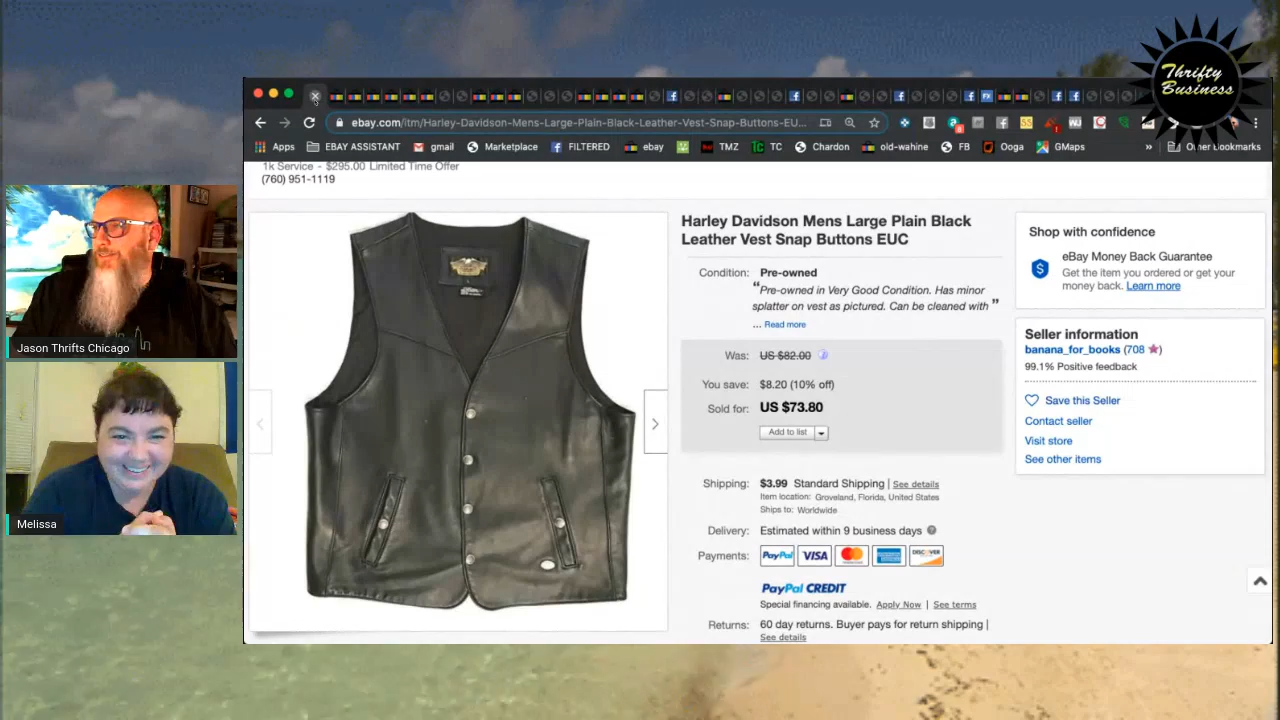 Thrifty
Business
ebay.com/itm/Harley-Davidson-Mens-Large-Plain-Black-Leather-Vest-Snap-Buttons-EU...
Apps
EBAY ASSISTANT
gmail
Marketplace
FILTERED
ebay
TMZ
TC
Chardon
old-wahine
FB
Ooga
GMaps
»
Other Bookmarks
1k Service - $295.00 Limited Time Offer
(760) 951-1119
Harley Davidson Mens Large Plain Black
Leather Vest Snap Buttons EUC
Condition: Pre-owned
“Pre-owned in Very Good Condition. Has minor
splatter on vest as pictured. Can be cleaned with ”
... Read more
Was: US $82.00
You save: $8.20 (10% off)
Sold for: US $73.80
Add to list
Shipping: $3.99 Standard Shipping | See details
Item location: Groveland, Florida, United States
Ships to: Worldwide
Delivery: Estimated within 9 business days
Payments: PayPal VISA DISCOVER
PayPal CREDIT
Special financing available. Apply Now | See terms
Returns: 60 day returns. Buyer pays for return shipping |
See details
Shop with confidence
eBay Money Back Guarantee
Get the item you ordered or get your
money back. Learn more
Seller information
banana_for_books (708 )
99.1% Positive feedback
Save this Seller
Contact seller
Visit store
See other items
Jason Thrifts Chicago
Melissa